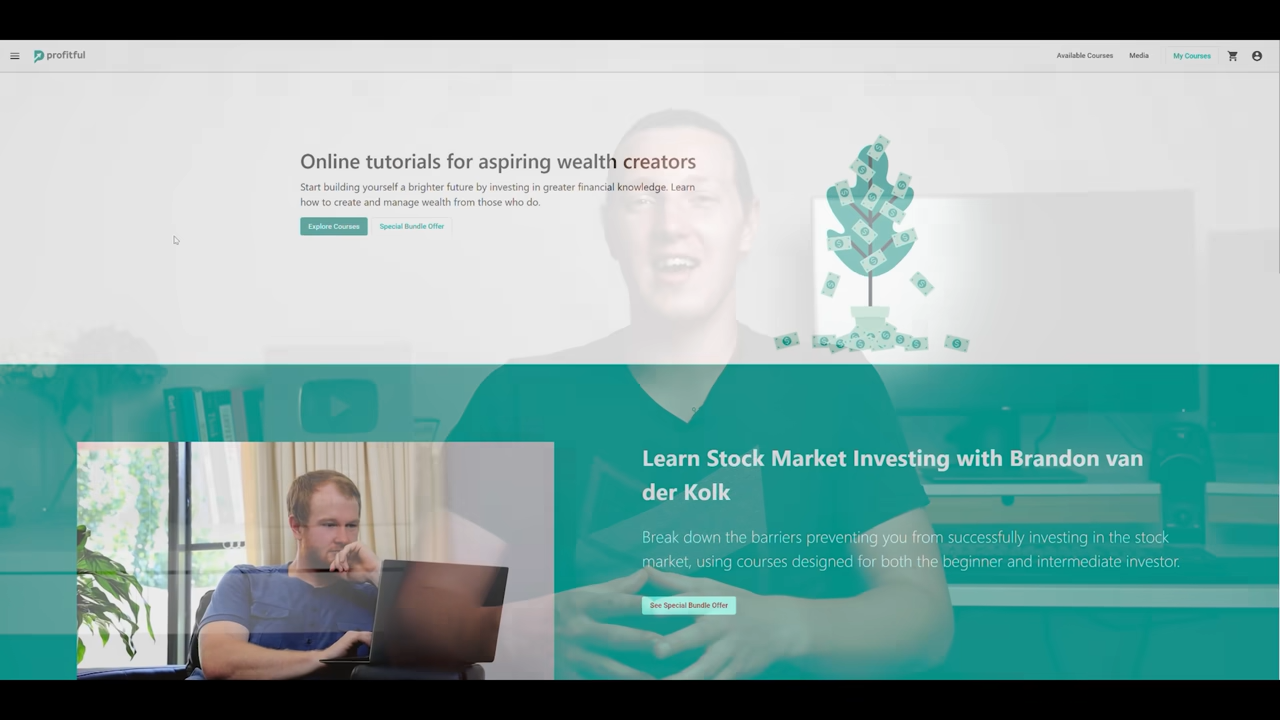 profitful
Available Courses
Media
My Courses
Online tutorials for aspiring wealth creators
Start building yourself a brighter future by investing in greater financial knowledge. Learn
how to create and manage wealth from those who do.
Explore Courses
Special Bundle Offer
Learn Stock Market Investing with Brandon van
der Kolk
Break down the barriers preventing you from successfully investing in the stock
market, using courses designed for both the beginner and intermediate investor.
See Special Bundle Offer